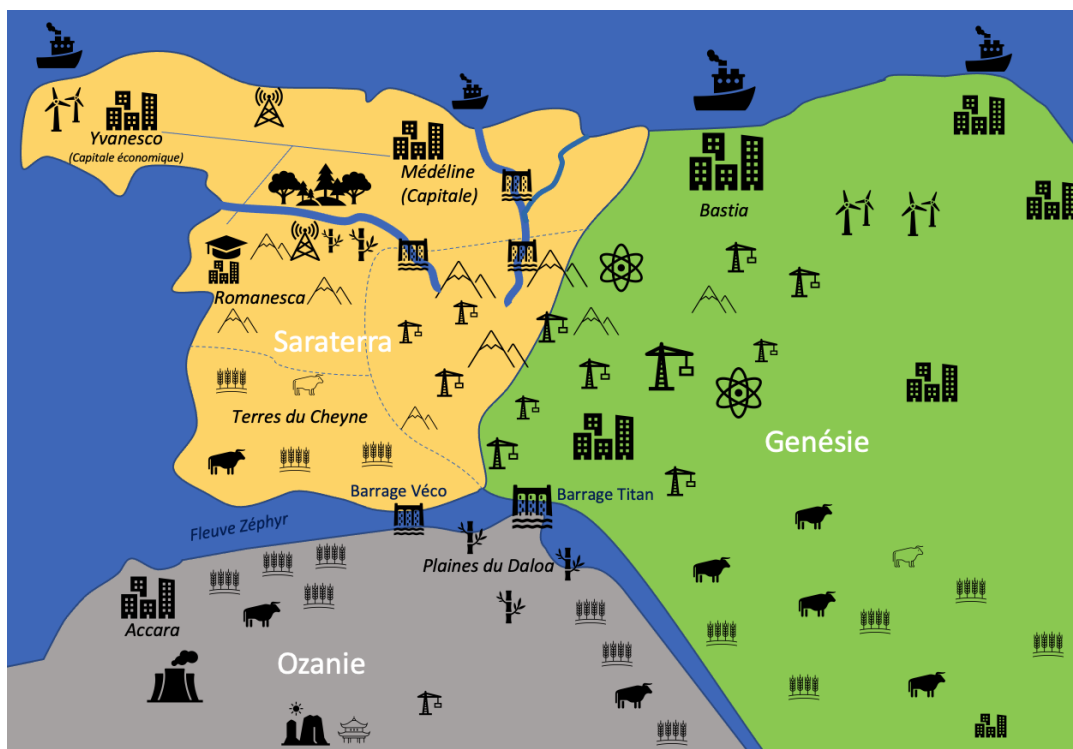 Yvanesco
(Capitale économique)
Médéline
(Capitale)
Bastia
Romanesca
Saraterra
Terres du Cheyne
Genésie
Barrage Véco
Barrage Titan
Fleuve Zéphyr
Plaines du Daloa
Accara
Ozanie